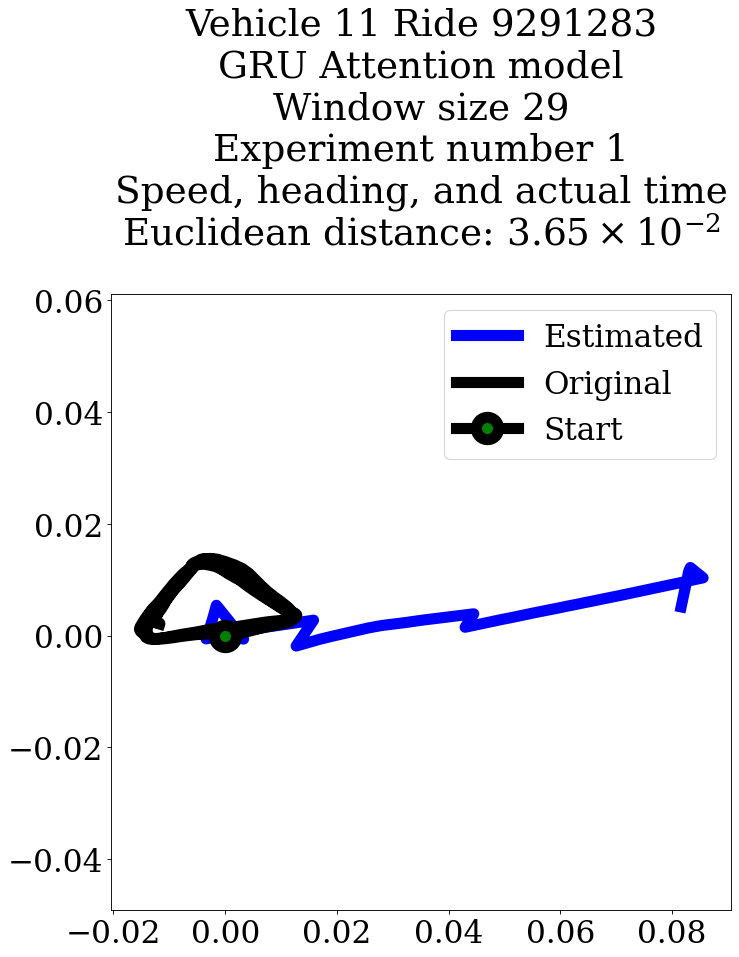 Vehicle 11 Ride 9291283
GRU Attention model
Window size 29
Experiment number 1
Speed, heading, and actual time
Euclidean distance: 3.65 × 10⁻²
0.06
Estimated
Original
Start
0.04
0.02
0.00
−0.02
−0.04
−0.02 0.00 0.02 0.04 0.06 0.08